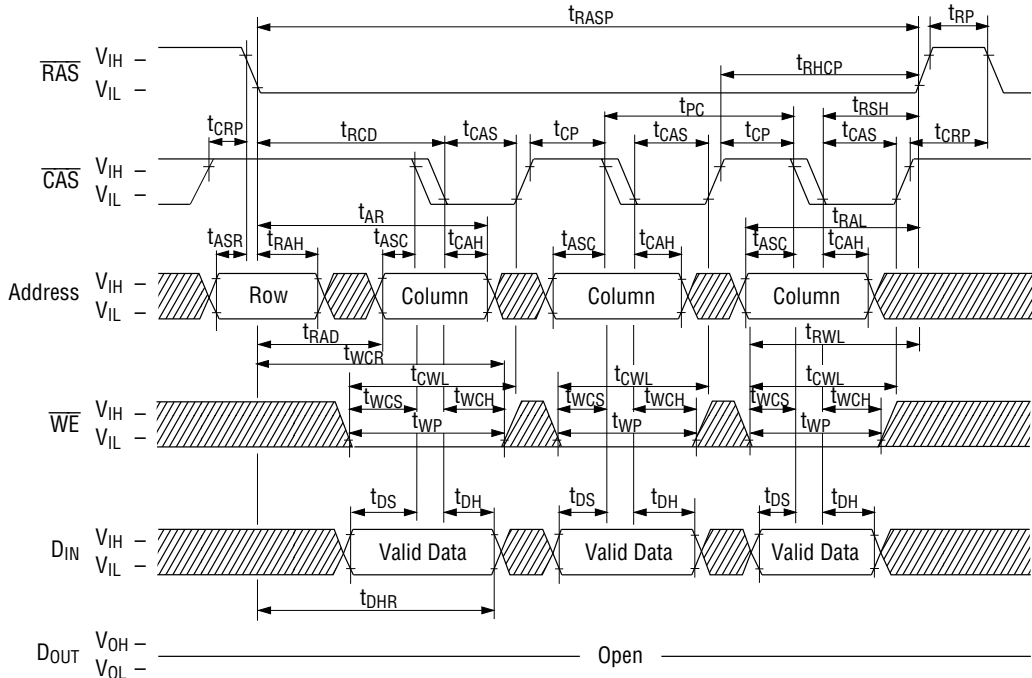 tRASP
tRP
RAS
VIH –
VIL –
tRHCP
tPC
tRSH
tCRP
tRCD
tCAS
tCP
tCAS
tCP
tCAS
tCRP
CAS
VIH –
VIL –
tAR
tRAL
tASR
tRAH
tASC
tCAH
tASC
tCAH
tASC
tCAH
Address
VIH –
VIL –
Row
Column
Column
Column
tRAD
tRWL
tWCR
tCWL
tCWL
tCWL
tWCS
tWCH
tWCS
tWCH
tWCS
tWCH
WE
VIH –
VIL –
tWP
tWP
tWP
tDS
tDH
tDS
tDH
tDS
tDH
DIN
VIH –
VIL –
Valid Data
Valid Data
Valid Data
tDHR
DOUT
VOH –
VOL –
Open